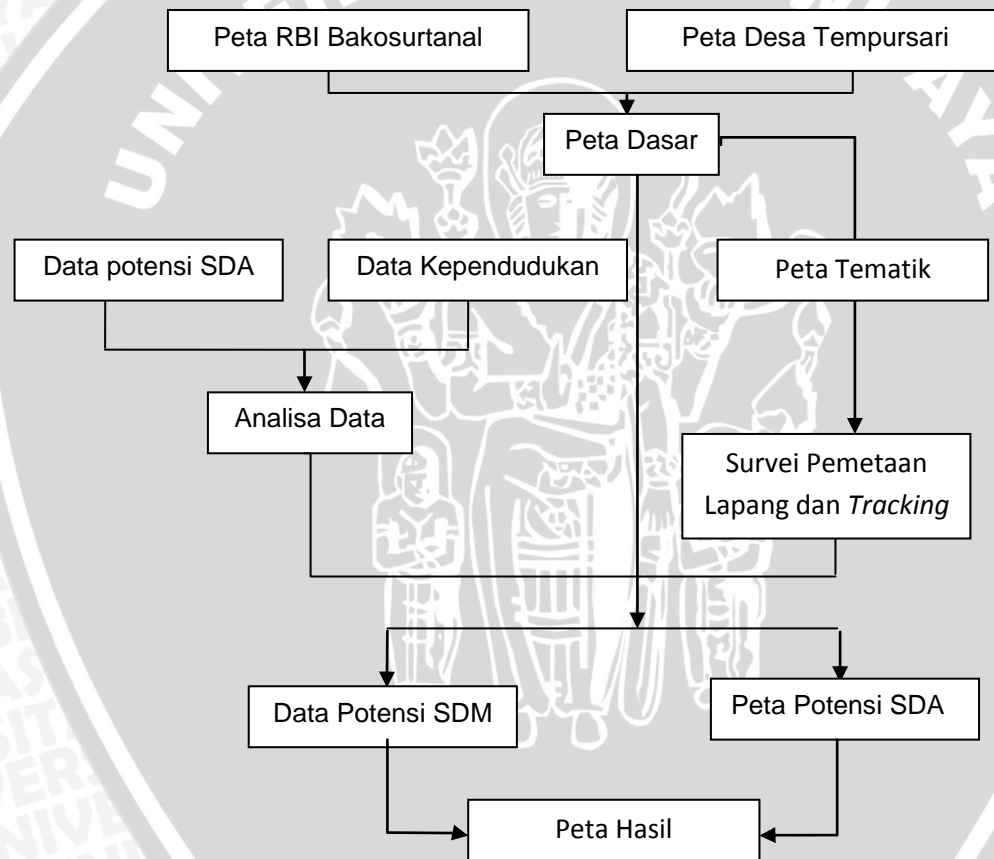 Peta RBI Bakosurtanal
Peta Desa Tempursari
Peta Dasar
Data potensi SDA
Data Kependudukan
Peta Tematik
Analisa Data
Survei Pemetaan
Lapang dan Tracking
Data Potensi SDM
Peta Potensi SDA
Peta Hasil